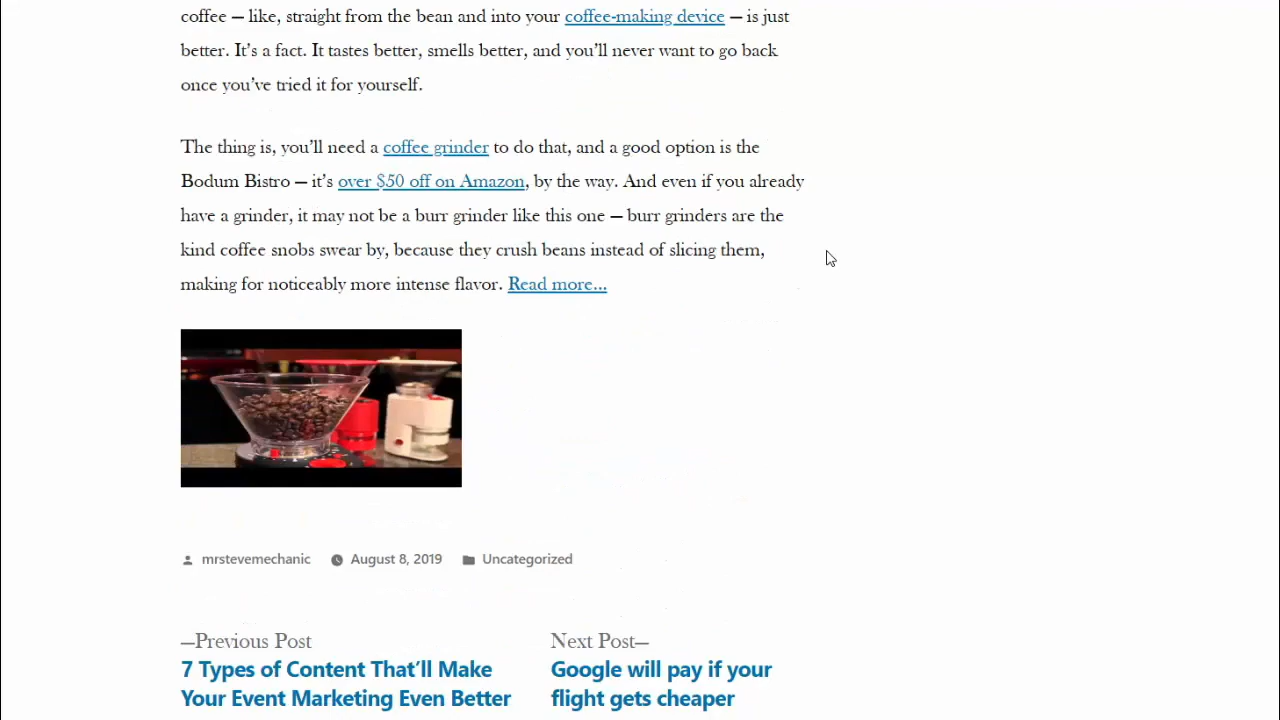 coffee — like, straight from the bean and into your coffee-making device — is just
better. It's a fact. It tastes better, smells better, and you'll never want to go back
once you've tried it for yourself.
The thing is, you'll need a coffee grinder to do that, and a good option is the
Bodum Bistro — it's over $50 off on Amazon, by the way. And even if you already
have a grinder, it may not be a burr grinder like this one — burr grinders are the
kind coffee snobs swear by, because they crush beans instead of slicing them,
making for noticeably more intense flavor. Read more...
mrstevemechanic August 8, 2019 Uncategorized
—Previous Post
7 Types of Content That'll Make
Your Event Marketing Even Better
Next Post—
Google will pay if your
flight gets cheaper